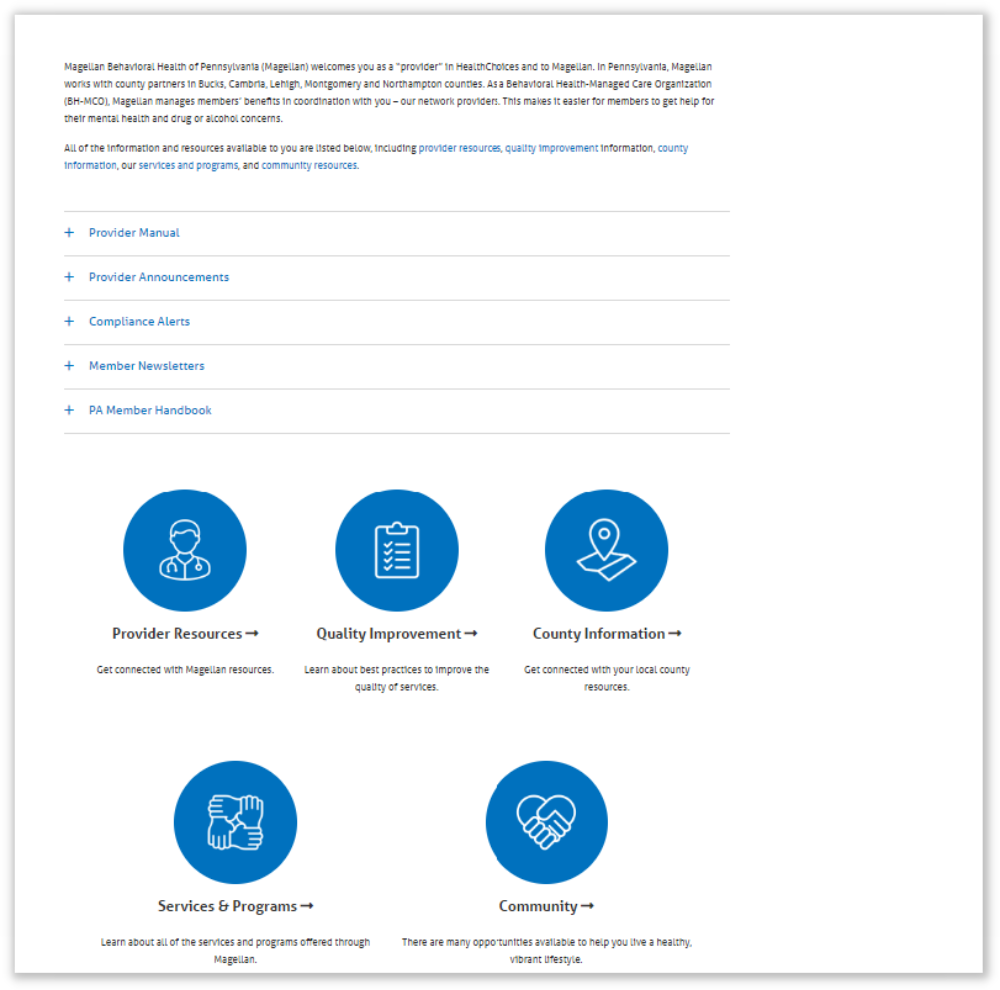 Magellan Behavioral Health of Pennsylvania (Magellan) welcomes you as a "provider" in HealthChoices and to Magellan. In Pennsylvania, Magellan
works with county partners in Bucks, Cambria, Lehigh, Montgomery and Northampton counties. As a Behavioral Health-Managed Care Organization
(BH-MCO), Magellan manages members' benefits in coordination with you – our network providers. This makes it easier for members to get help for
their mental health and drug or alcohol concerns.
All of the information and resources available to you are listed below, including provider resources, quality improvement information, county
information, our services and programs, and community resources.
+ Provider Manual
+ Provider Announcements
+ Compliance Alerts
+ Member Newsletters
+ PA Member Handbook
Provider Resources →
Get connected with Magellan resources.
Quality Improvement →
Learn about best practices to improve the
quality of services.
County Information →
Get connected with your local county
resources.
Services & Programs →
Learn about all of the services and programs offered through
Magellan.
Community →
There are many opportunities available to help you live a healthy,
vibrant lifestyle.